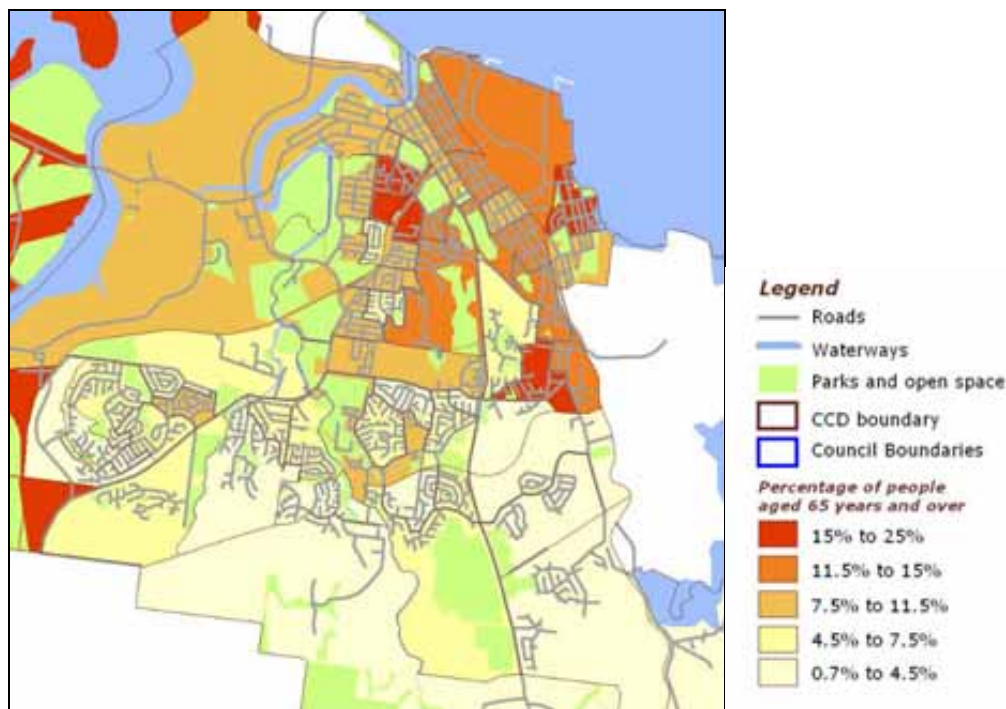 Legend
Roads
Waterways
Parks and open space
CCD boundary
Council Boundaries
Percentage of people
aged 65 years and over
15% to 25%
11.5% to 15%
7.5% to 11.5%
4.5% to 7.5%
0.7% to 4.5%